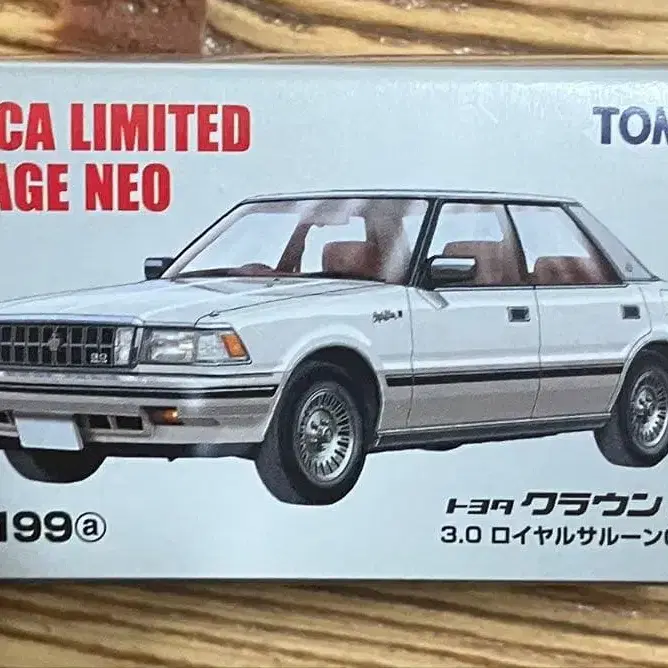 CA LIMITED
AGE NEO
TOM
199ⓐ
トヨタ クラウン
3.0 ロイヤルサルーン